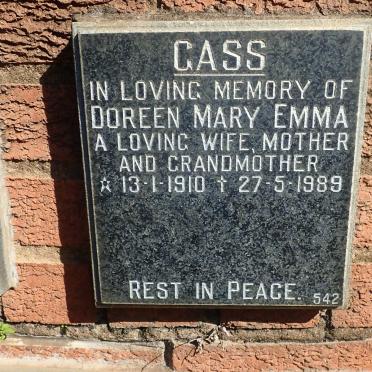 CASS
IN LOVING MEMORY OF
DOREEN MARY EMMA
A LOVING WIFE, MOTHER
AND GRANDMOTHER
☆ 13-1-1910 ✝ 27-5-1989
REST IN PEACE.
542